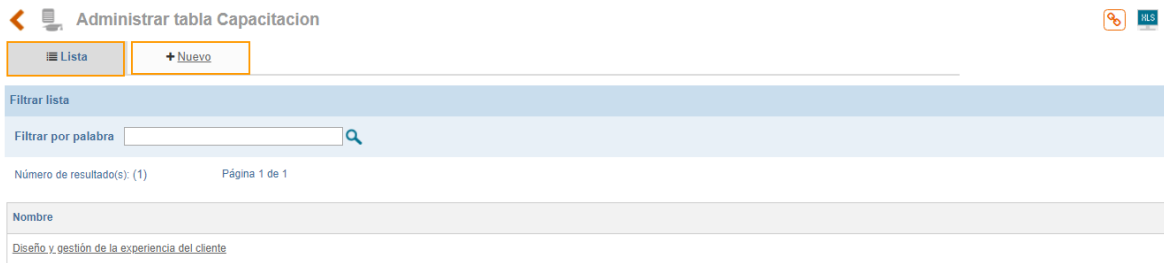 Administrar tabla Capacitacion
XLS
Lista
+ Nuevo
Filtrar lista
Filtrar por palabra
Número de resultado(s): (1) Página 1 de 1
Nombre
Diseño y gestión de la experiencia del cliente